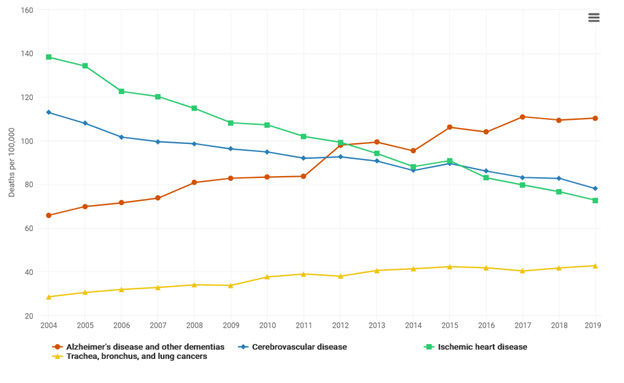 160
140
120
100
80
60
40
20
Deaths per 100,000
2004 2005 2006 2007 2008 2009 2010 2011 2012 2013 2014 2015 2016 2017 2018 2019
Alzheimer's disease and other dementias Cerebrovascular disease Ischemic heart disease
Trachea, bronchus, and lung cancers